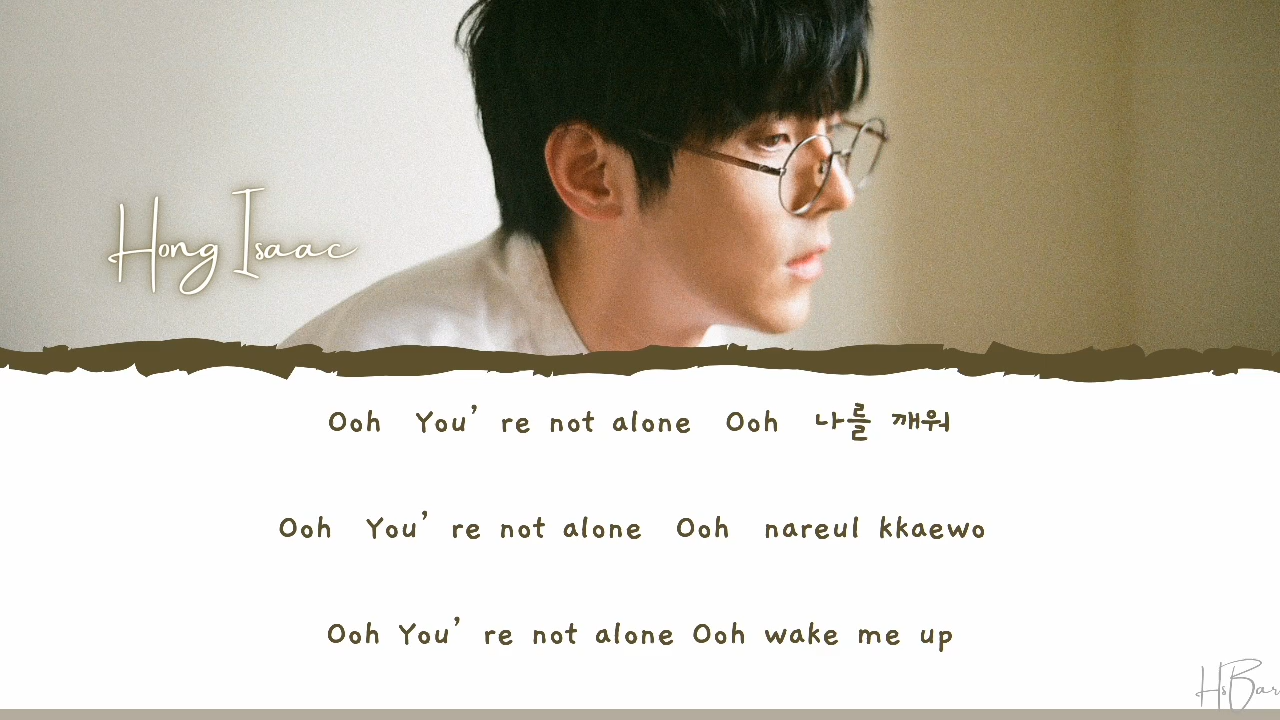 Hong Isaac
Ooh You're not alone Ooh 나를 깨워
Ooh You're not alone Ooh nareul kkaewo
Ooh You're not alone Ooh wake me up